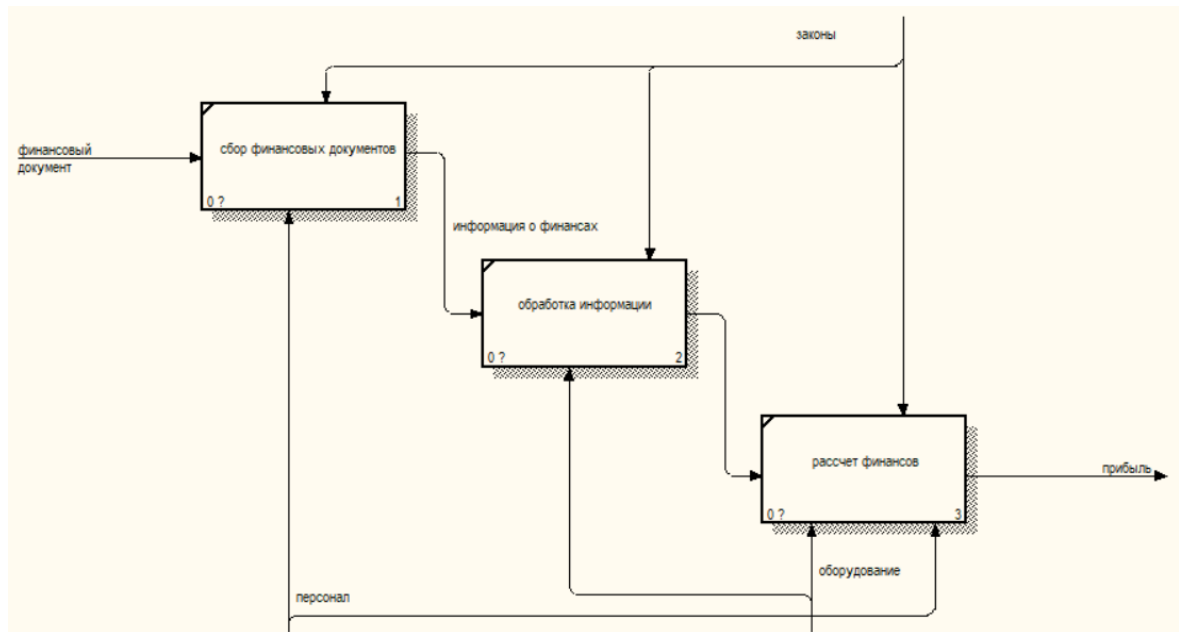 законы
сбор финансовых документов
финансовый
документ
0 ?
1
информация о финансах
обработка информации
0 ?
2
рассчет финансов
прибыль
0 ?
3
оборудование
персонал